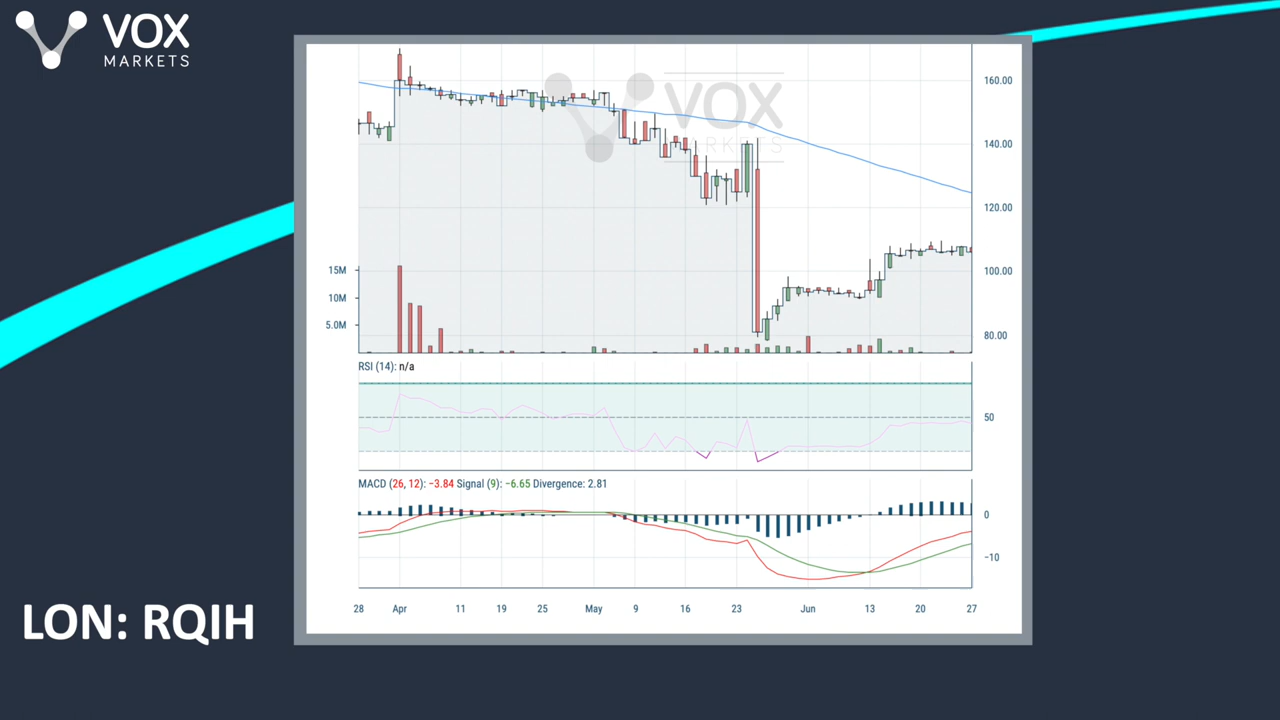 VOX
MARKETS
VOX
MARKETS
160.00
140.00
120.00
100.00
80.00
15M
10M
5.0M
RSI (14): n/a
50
MACD (26, 12): −3.84 Signal (9): −6.65 Divergence: 2.81
0
−10
28 Apr 11 19 25 May 9 16 23 Jun 13 20 27
LON: RQIH